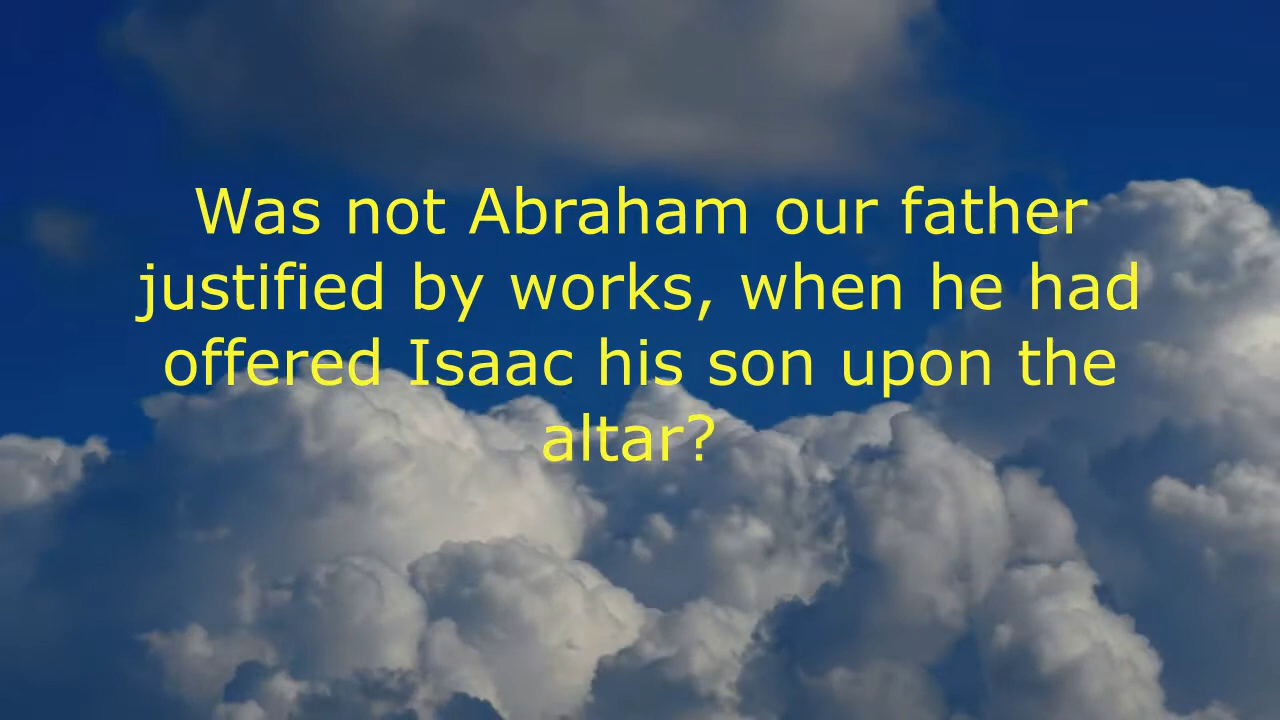 Was not Abraham our father
justified by works, when he had
offered Isaac his son upon the
altar?